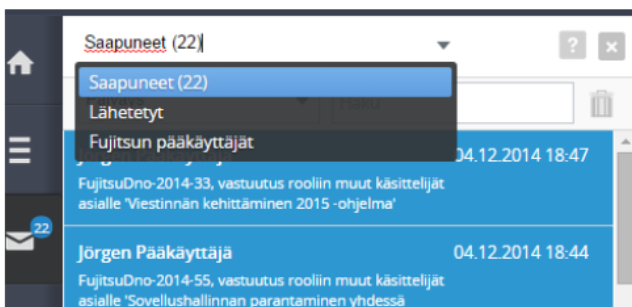 Saapuneet (22)
?
Saapuneet (22)
Lähetetyt
Fujitsun pääkäyttäjät
04.12.2014 18:47
FujitsuDno-2014-33, vastuutus rooliin muut käsittelijät
asialle 'Viestinnän kehittäminen 2015 -ohjelma'
22
Jörgen Pääkäyttäjä 04.12.2014 18:44
FujitsuDno-2014-55, vastuutus rooliin muut käsittelijät
asialle 'Sovellushallinnan parantaminen yhdessä